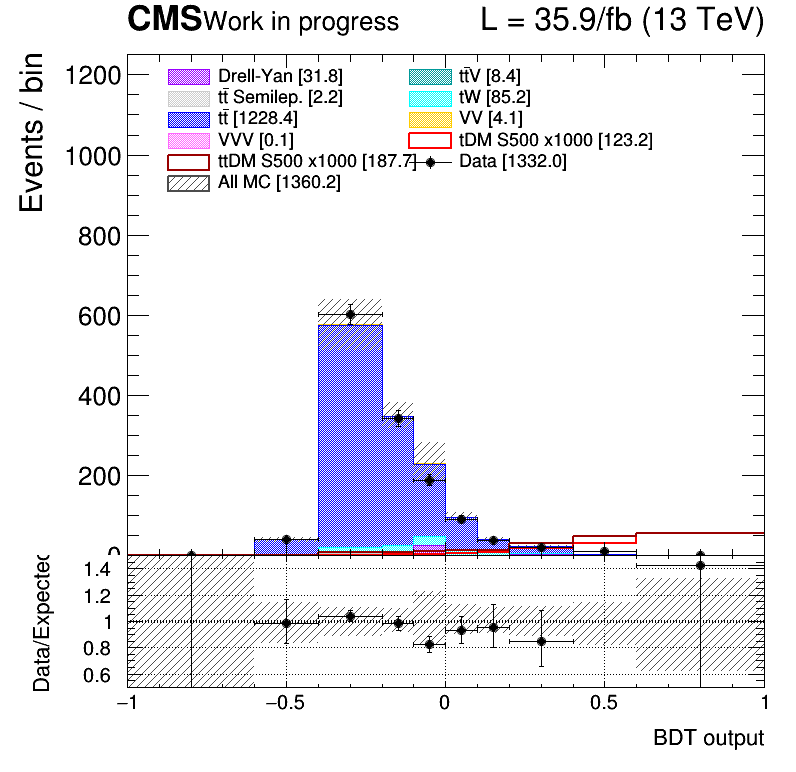 CMS Work in progress L = 35.9/fb (13 TeV)
Events / bin
1200
1000
800
600
400
200
0
Drell-Yan [31.8] tt̄V [8.4]
tt̄ Semilep. [2.2] tW [85.2]
tt̄ [1228.4] VV [4.1]
VVV [0.1] tDM S500 x1000 [123.2]
ttDM S500 x1000 [187.7] Data [1332.0]
All MC [1360.2]
Data/Expected
1.4
1.2
1
0.8
0.6
−1 −0.5 0 0.5 1
BDT output